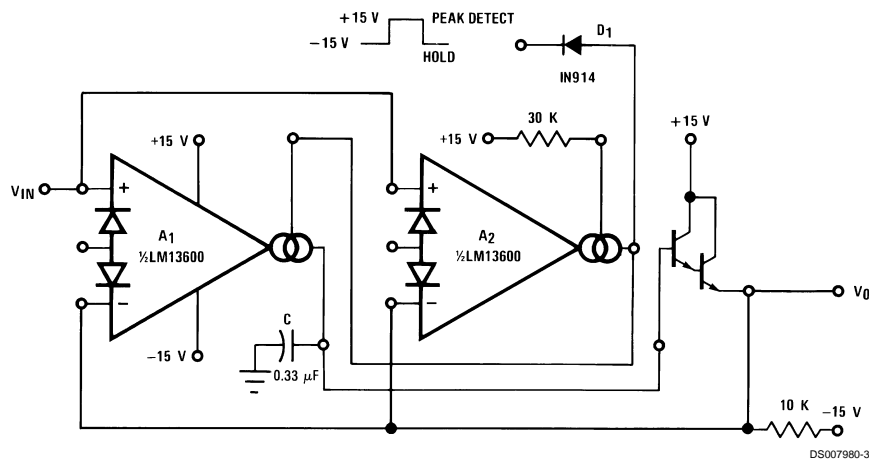 +15 V
PEAK DETECT
−15 V
HOLD
D1
IN914
+15 V
30 K
+15 V
+15 V
VIN
+
A1
½LM13600
−
−15 V
+
A2
½LM13600
−
VO
C
0.33 μF
10 K
−15 V
DS007980-3